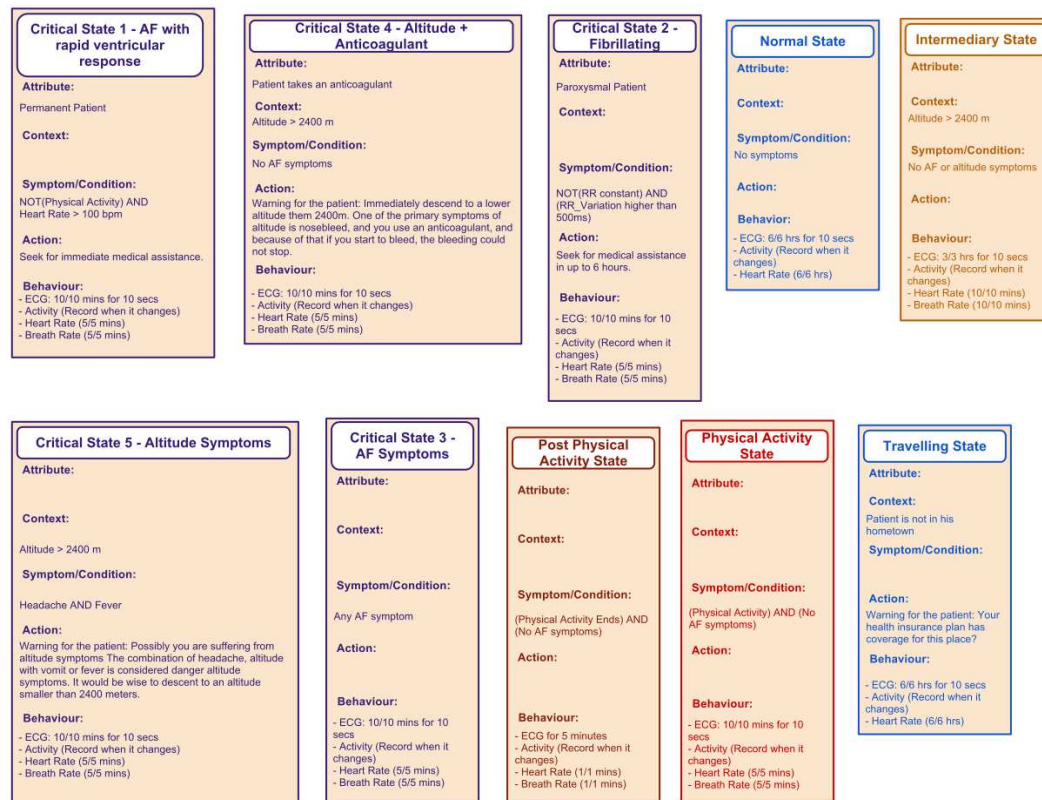 Critical State 1 - AF with
rapid ventricular
response
Attribute:
Permanent Patient
Context:
Symptom/Condition:
NOT(Physical Activity) AND
Heart Rate > 100 bpm
Action:
Seek for immediate medical assistance.
Behaviour:
- ECG: 10/10 mins for 10 secs
- Activity (Record when it changes)
- Heart Rate (5/5 mins)
- Breath Rate (5/5 mins)
Critical State 4 - Altitude +
Anticoagulant
Attribute:
Patient takes an anticoagulant
Context:
Altitude > 2400 m
Symptom/Condition:
No AF symptoms
Action:
Warning for the patient: Immediately descend to a lower
altitude them 2400m. One of the primary symptoms of
altitude is nosebleed, and you use an anticoagulant, and
because of that if you start to bleed, the bleeding could
not stop.
Behaviour:
- ECG: 10/10 mins for 10 secs
- Activity (Record when it changes)
- Heart Rate (5/5 mins)
- Breath Rate (5/5 mins)
Critical State 2 -
Fibrillating
Attribute:
Paroxysmal Patient
Context:
Symptom/Condition:
NOT(RR constant) AND
(RR_Variation higher than
500ms)
Action:
Seek for medical assistance
in up to 6 hours.
Behaviour:
- ECG: 10/10 mins for 10
secs
- Activity (Record when it
changes)
- Heart Rate (5/5 mins)
- Breath Rate (5/5 mins)
Normal State
Attribute:
Context:
Symptom/Condition:
No symptoms
Action:
Behavior:
- ECG: 6/6 hrs for 10 secs
- Activity (Record when it
changes)
- Heart Rate (6/6 hrs)
Intermediary State
Attribute:
Context:
Altitude > 2400 m
Symptom/Condition:
No AF or altitude symptoms
Action:
Behaviour:
- ECG: 3/3 hrs for 10 secs
- Activity (Record when it
changes)
- Heart Rate (10/10 mins)
- Breath Rate (10/10 mins)
Critical State 5 - Altitude Symptoms
Attribute:
Context:
Altitude > 2400 m
Symptom/Condition:
Headache AND Fever
Action:
Warning for the patient: Possibly you are suffering from
altitude symptoms The combination of headache, altitude
with vomit or fever is considered danger altitude
symptoms. It would be wise to descent to an altitude
smaller than 2400 meters.
Behaviour:
- ECG: 10/10 mins for 10 secs
- Activity (Record when it changes)
- Heart Rate (5/5 mins)
- Breath Rate (5/5 mins)
Critical State 3 -
AF Symptoms
Attribute:
Context:
Symptom/Condition:
Any AF symptom
Action:
Behaviour:
- ECG: 10/10 mins for 10
secs
- Activity (Record when it
changes)
- Heart Rate (5/5 mins)
- Breath Rate (5/5 mins)
Post Physical
Activity State
Attribute:
Context:
Symptom/Condition:
(Physical Activity Ends) AND
(No AF symptoms)
Action:
Behaviour:
- ECG for 5 minutes
- Activity (Record when it
changes)
- Heart Rate (1/1 mins)
- Breath Rate (1/1 mins)
Physical Activity
State
Attribute:
Context:
Symptom/Condition:
(Physical Activity) AND (No
AF symptoms)
Action:
Behaviour:
- ECG: 10/10 mins for 10
secs
- Activity (Record when it
changes)
- Heart Rate (5/5 mins)
- Breath Rate (5/5 mins)
Travelling State
Attribute:
Context:
Patient is not in his
hometown
Symptom/Condition:
Action:
Warning for the patient: Your
health insurance plan has
coverage for this place?
Behaviour:
- ECG: 6/6 hrs for 10 secs
- Activity (Record when it
changes)
- Heart Rate (6/6 hrs)